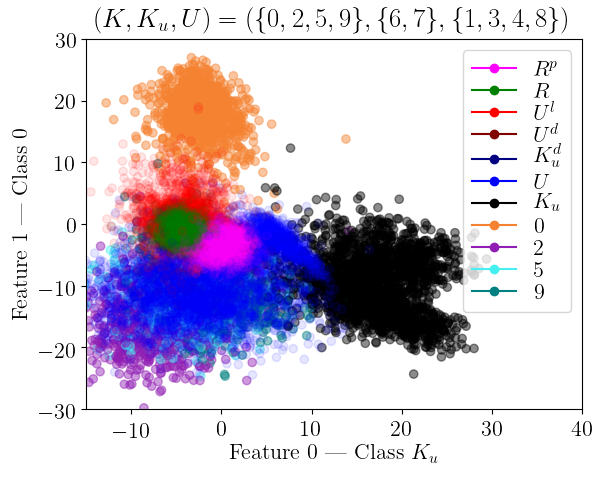 (K, K_u, U) = ({0, 2, 5, 9}, {6, 7}, {1, 3, 4, 8})
30
20
10
0
−10
−20
−30
Feature 1 — Class 0
R^p
R
U^l
U^d
K_u^d
U
K_u
0
2
5
9
−10
0
10
20
30
40
Feature 0 — Class K_u